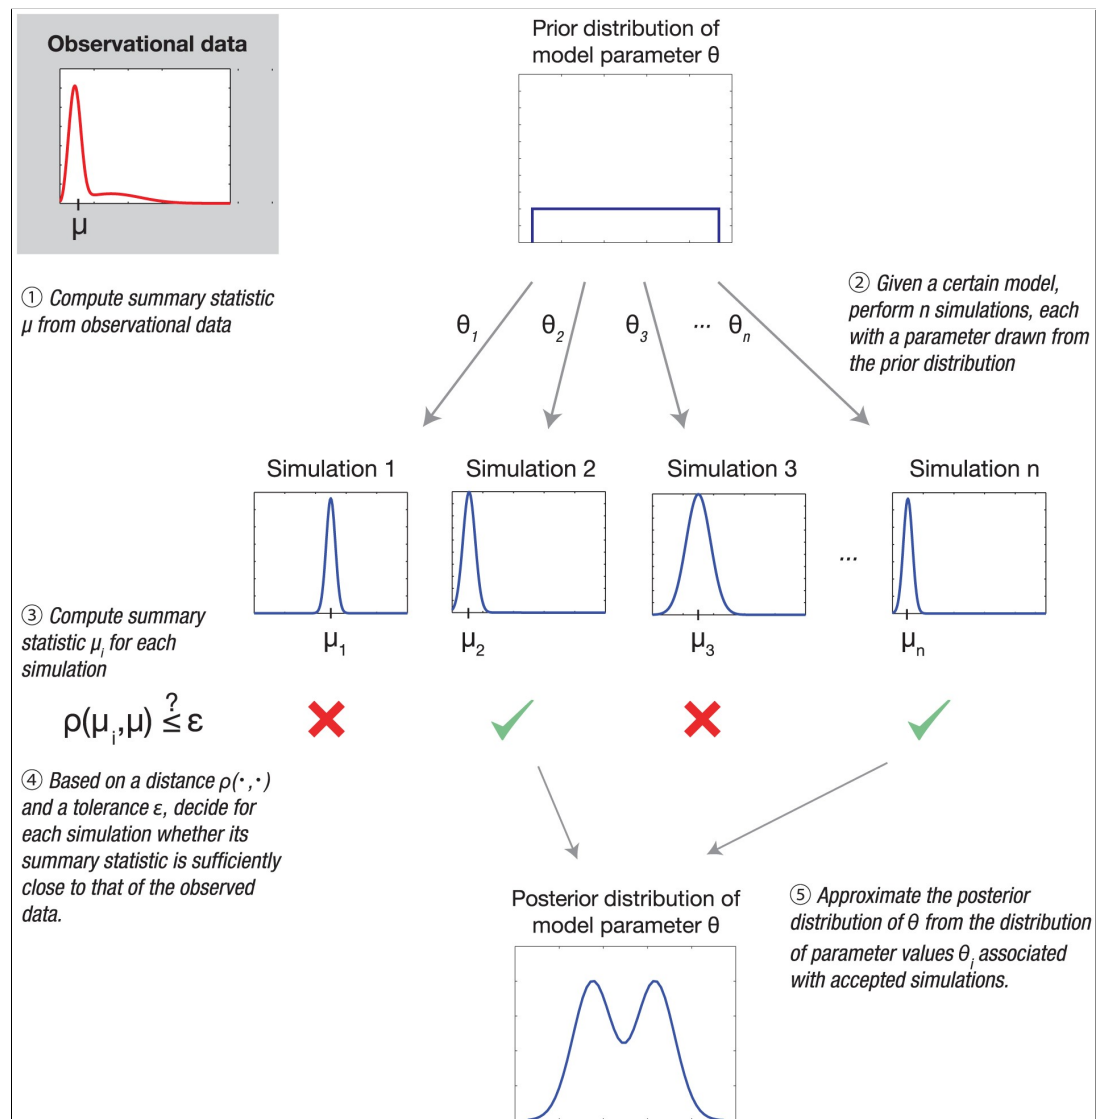 Observational data
μ
Prior distribution of
model parameter θ
① Compute summary statistic
μ from observational data
② Given a certain model,
perform n simulations, each
with a parameter drawn from
the prior distribution
θ1 θ2 θ3 ... θn
Simulation 1 Simulation 2 Simulation 3 Simulation n
...
μ1 μ2 μ3 μn
③ Compute summary
statistic μi for each
simulation
?
ρ(μi,μ) ≤ ε
④ Based on a distance ρ(·,·)
and a tolerance ε, decide for
each simulation whether its
summary statistic is sufficiently
close to that of the observed
data.
Posterior distribution of
model parameter θ
⑤ Approximate the posterior
distribution of θ from the distribution
of parameter values θi associated
with accepted simulations.